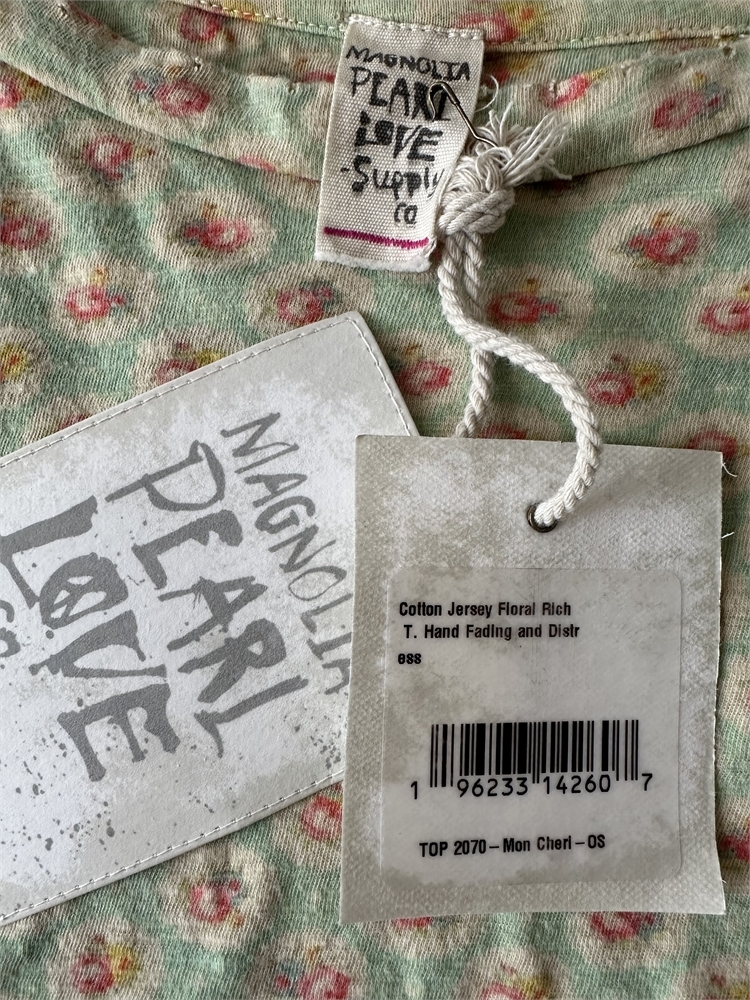 MAGNOLIA
PEARL
LOVE
-Supply
co
MAGNOLIA
PEARL
LOVE
CO
Cotton Jersey Floral Rich
T. Hand Fading and Distr
ess
1 96233 14260 7
TOP 2070-Mon Cheri-OS